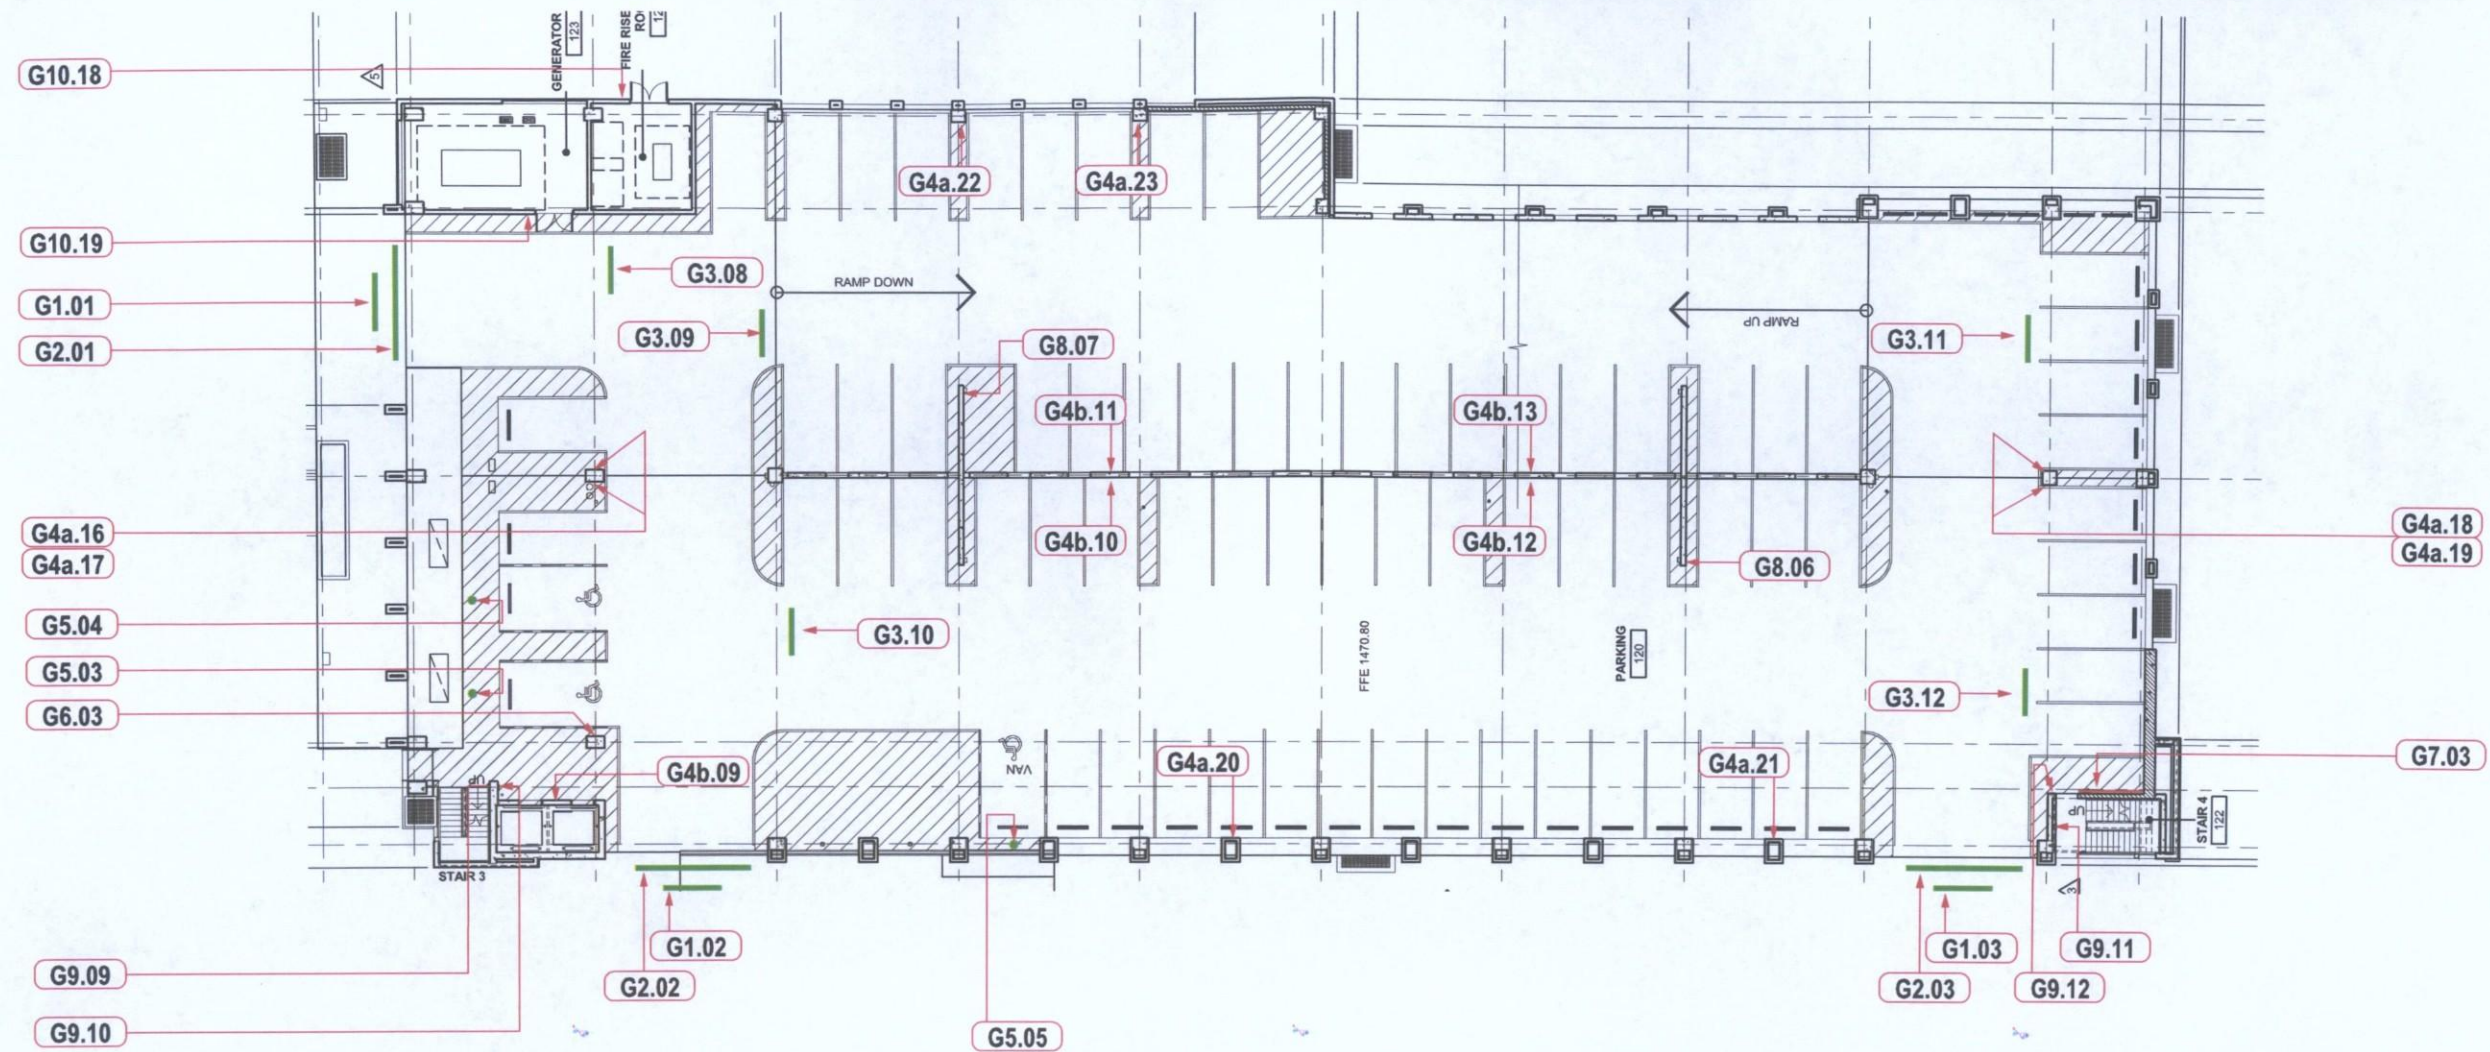 GENERATOR
123
FIRE RISE
RO
12
5
G10.18
G4a.22
G4a.23
G10.19
G3.08
RAMP DOWN
G1.01
RAMP UP
G3.09
G3.11
G2.01
G8.07
G4b.11
G4b.13
G4a.16
G4a.17
G4b.10
G4b.12
G4a.18
G4a.19
G8.06
G5.04
G3.10
FFE 1470.80
PARKING
120
G5.03
G3.12
G6.03
VAN
G4b.09
G4a.20
G4a.21
G7.03
UP
UP
STAIR 4
122
STAIR 3
3
G1.02
G1.03
G9.11
G9.09
G2.02
G2.03
G9.12
G9.10
G5.05